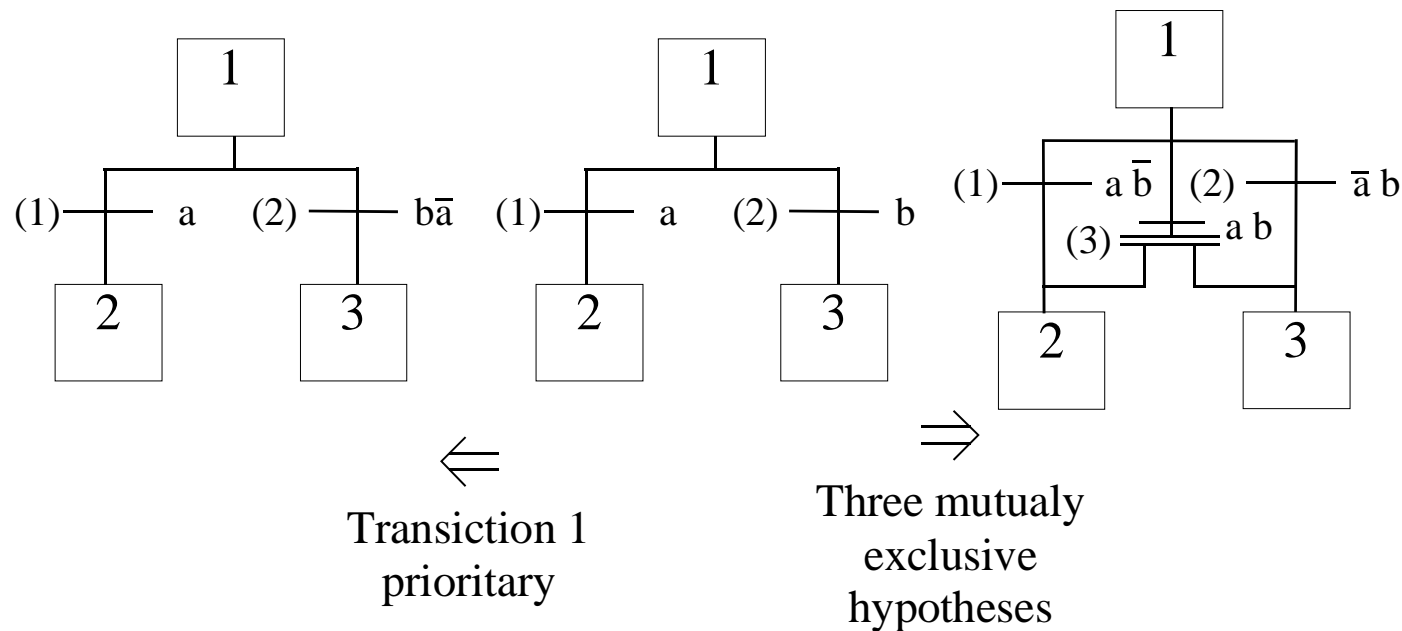 1
(1) a (2) ba̅
2 3
1
(1) a (2) b
2 3
1
(1) a b̅ (2) a̅ b
(3) a b
2 3
Transiction 1
prioritary
Three mutualy
exclusive
hypotheses